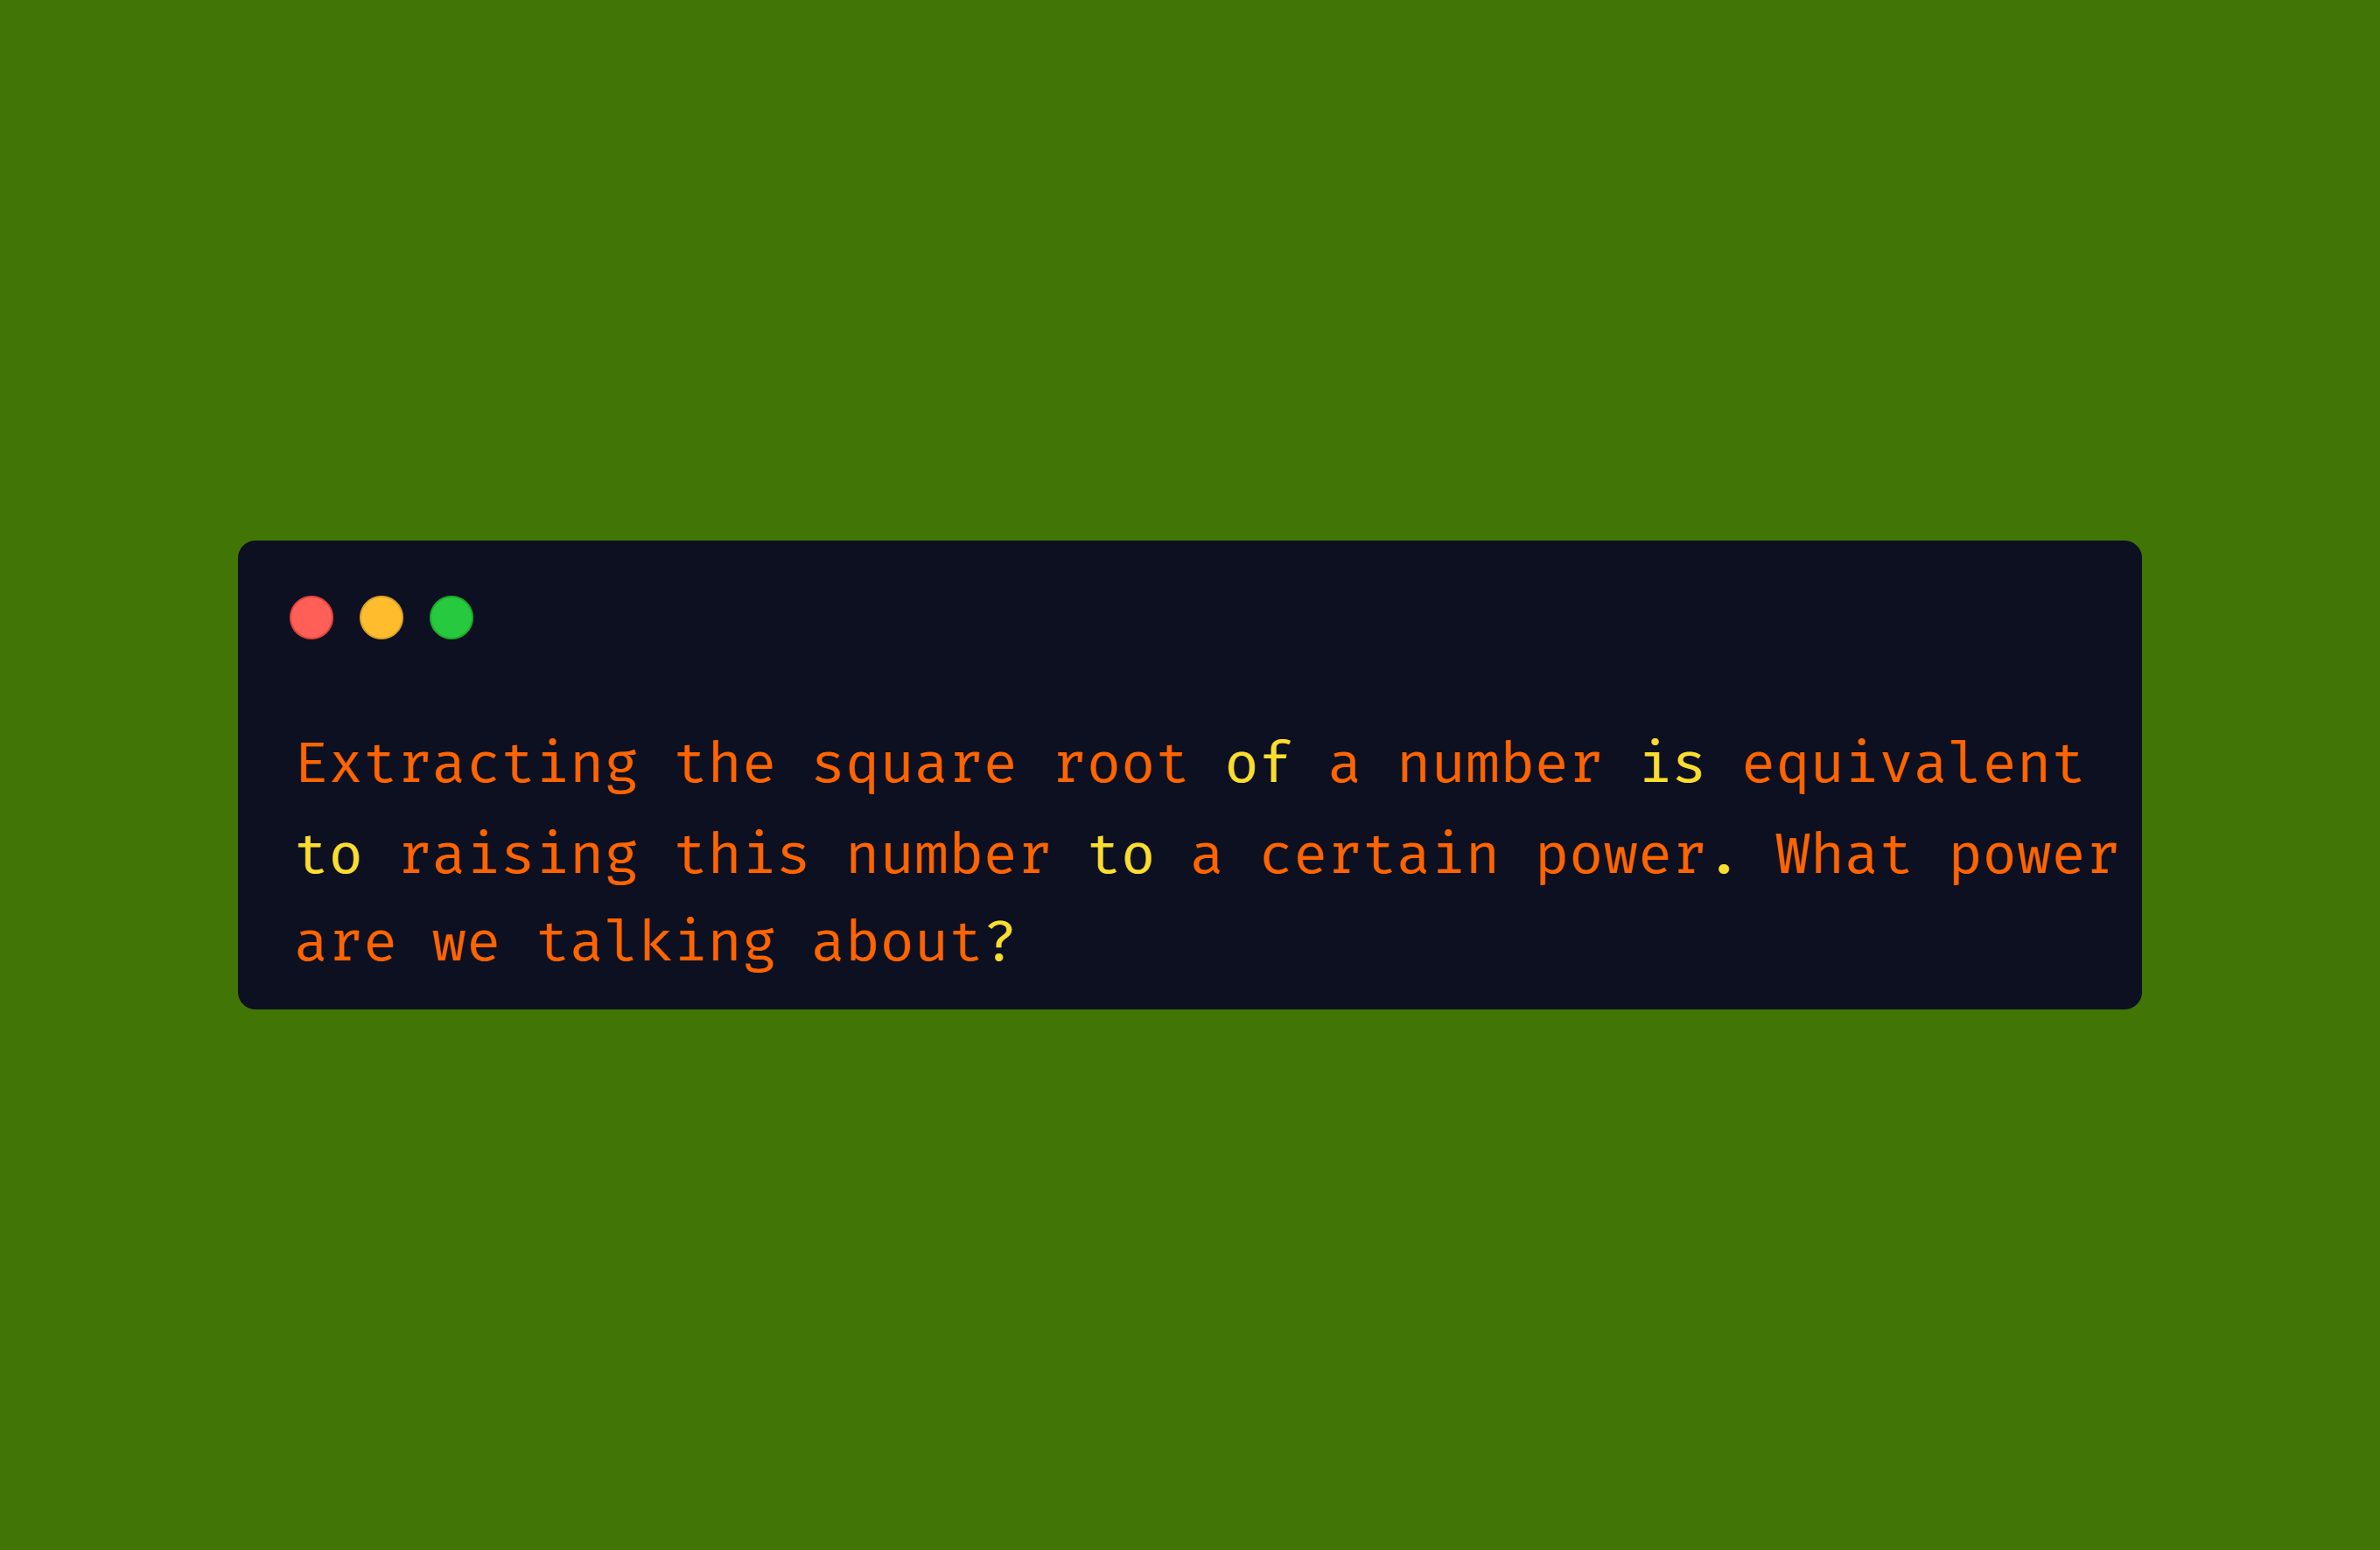 Extracting the square root of a number is equivalent
to raising this number to a certain power. What power
are we talking about?